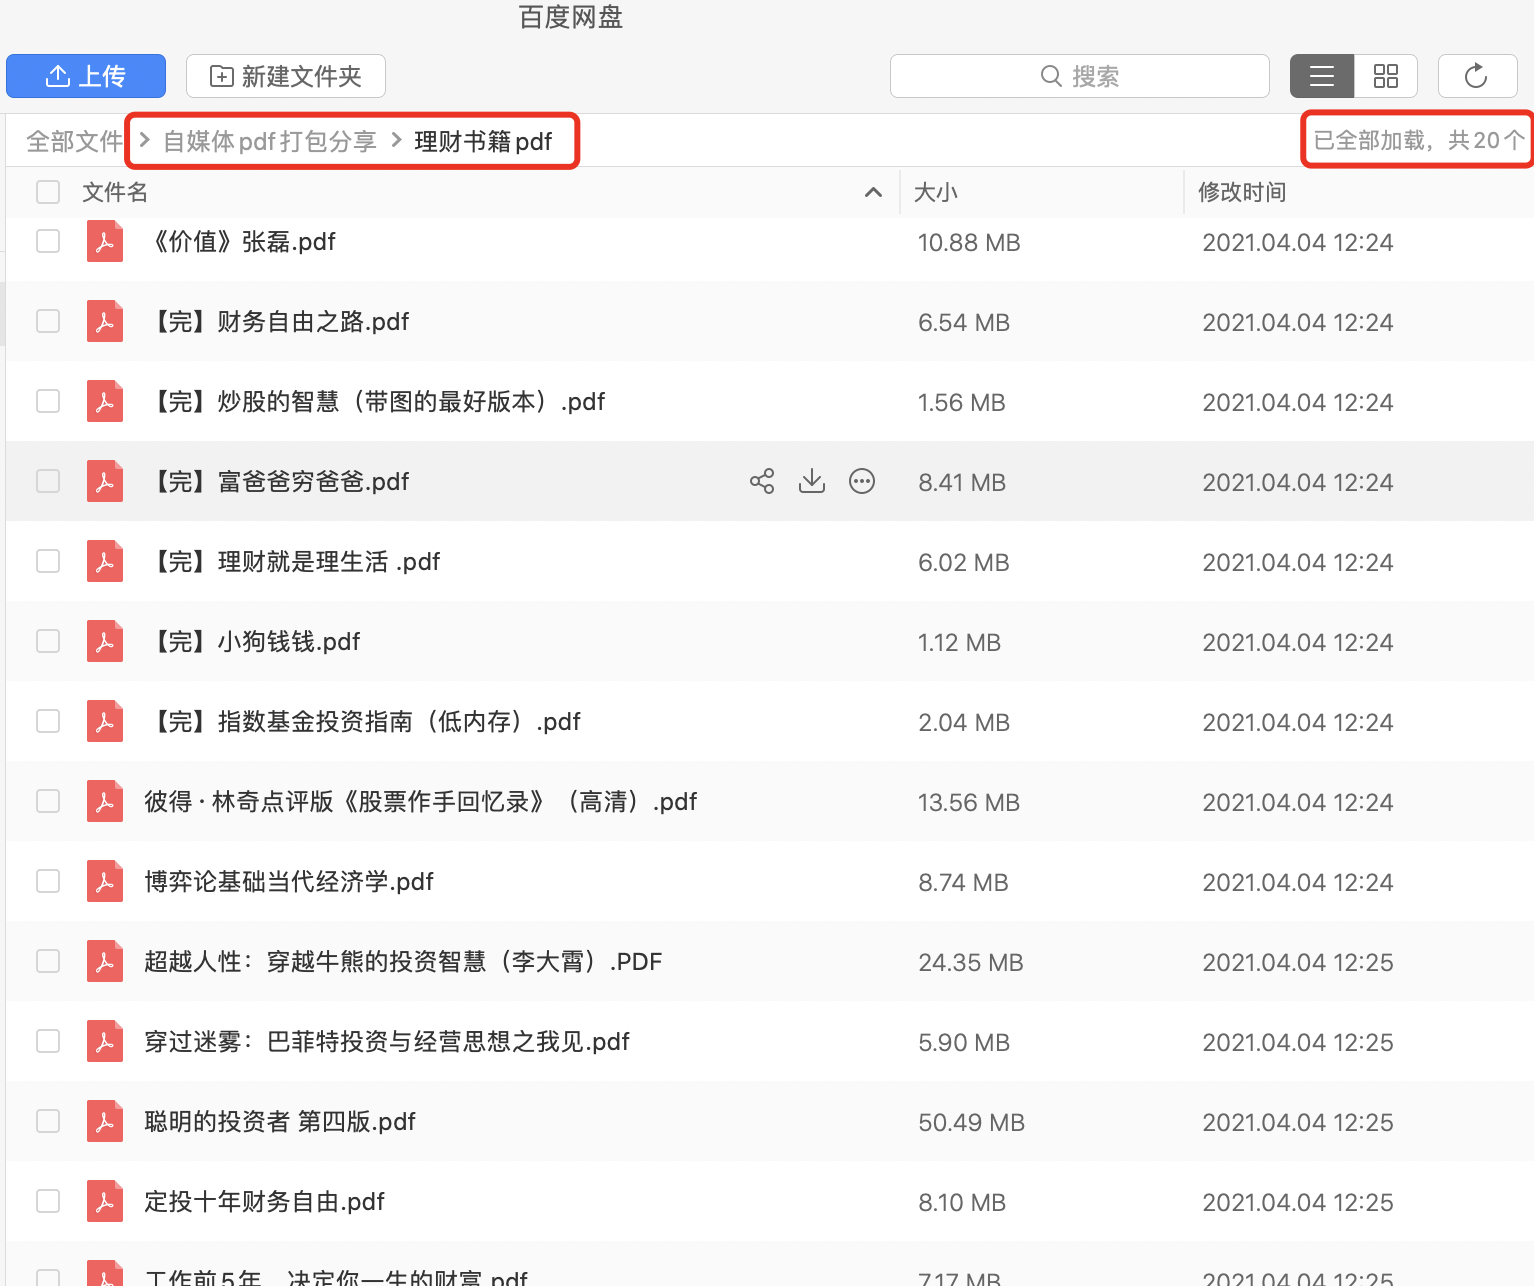 百度网盘
上传 新建文件夹 搜索
全部文件 > 自媒体pdf打包分享 > 理财书籍pdf 已全部加载，共20个
文件名 大小 修改时间
《价值》张磊.pdf 10.88 MB 2021.04.04 12:24
【完】财务自由之路.pdf 6.54 MB 2021.04.04 12:24
【完】炒股的智慧（带图的最好版本）.pdf 1.56 MB 2021.04.04 12:24
【完】富爸爸穷爸爸.pdf 8.41 MB 2021.04.04 12:24
【完】理财就是理生活 .pdf 6.02 MB 2021.04.04 12:24
【完】小狗钱钱.pdf 1.12 MB 2021.04.04 12:24
【完】指数基金投资指南（低内存）.pdf 2.04 MB 2021.04.04 12:24
彼得·林奇点评版《股票作手回忆录》（高清）.pdf 13.56 MB 2021.04.04 12:24
博弈论基础当代经济学.pdf 8.74 MB 2021.04.04 12:24
超越人性：穿越牛熊的投资智慧（李大霄）.PDF 24.35 MB 2021.04.04 12:25
穿过迷雾：巴菲特投资与经营思想之我见.pdf 5.90 MB 2021.04.04 12:25
聪明的投资者 第四版.pdf 50.49 MB 2021.04.04 12:25
定投十年财务自由.pdf 8.10 MB 2021.04.04 12:25
工作前5年，决定你一生的财富.pdf 7.17 MB 2021.04.04 12:25